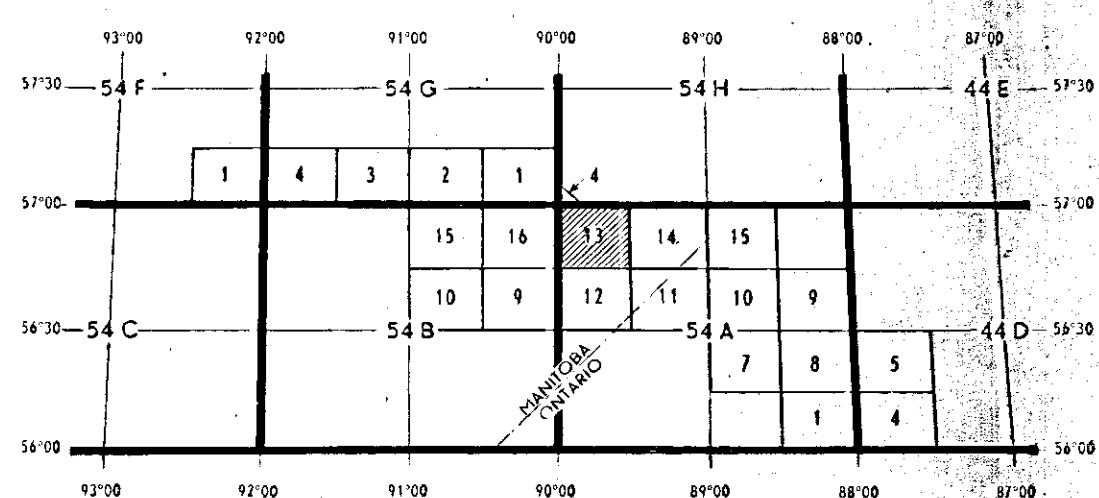 93°00 92°00 91°00 90°00 89°00 88°00 87°00
57°30 54 F 54 G 54 H 44 E 57°30
1 4 3 2 1 4
57°00 57°00
15 16 13 14 15
10 9 12 11 10 9
56°30 54 C 54 B 54 A 44 D 56°30
7 8 5
MANITOBA
ONTARIO
1 4
56°00 56°00
93°00 92°00 91°00 90°00 89°00 88°00 87°00